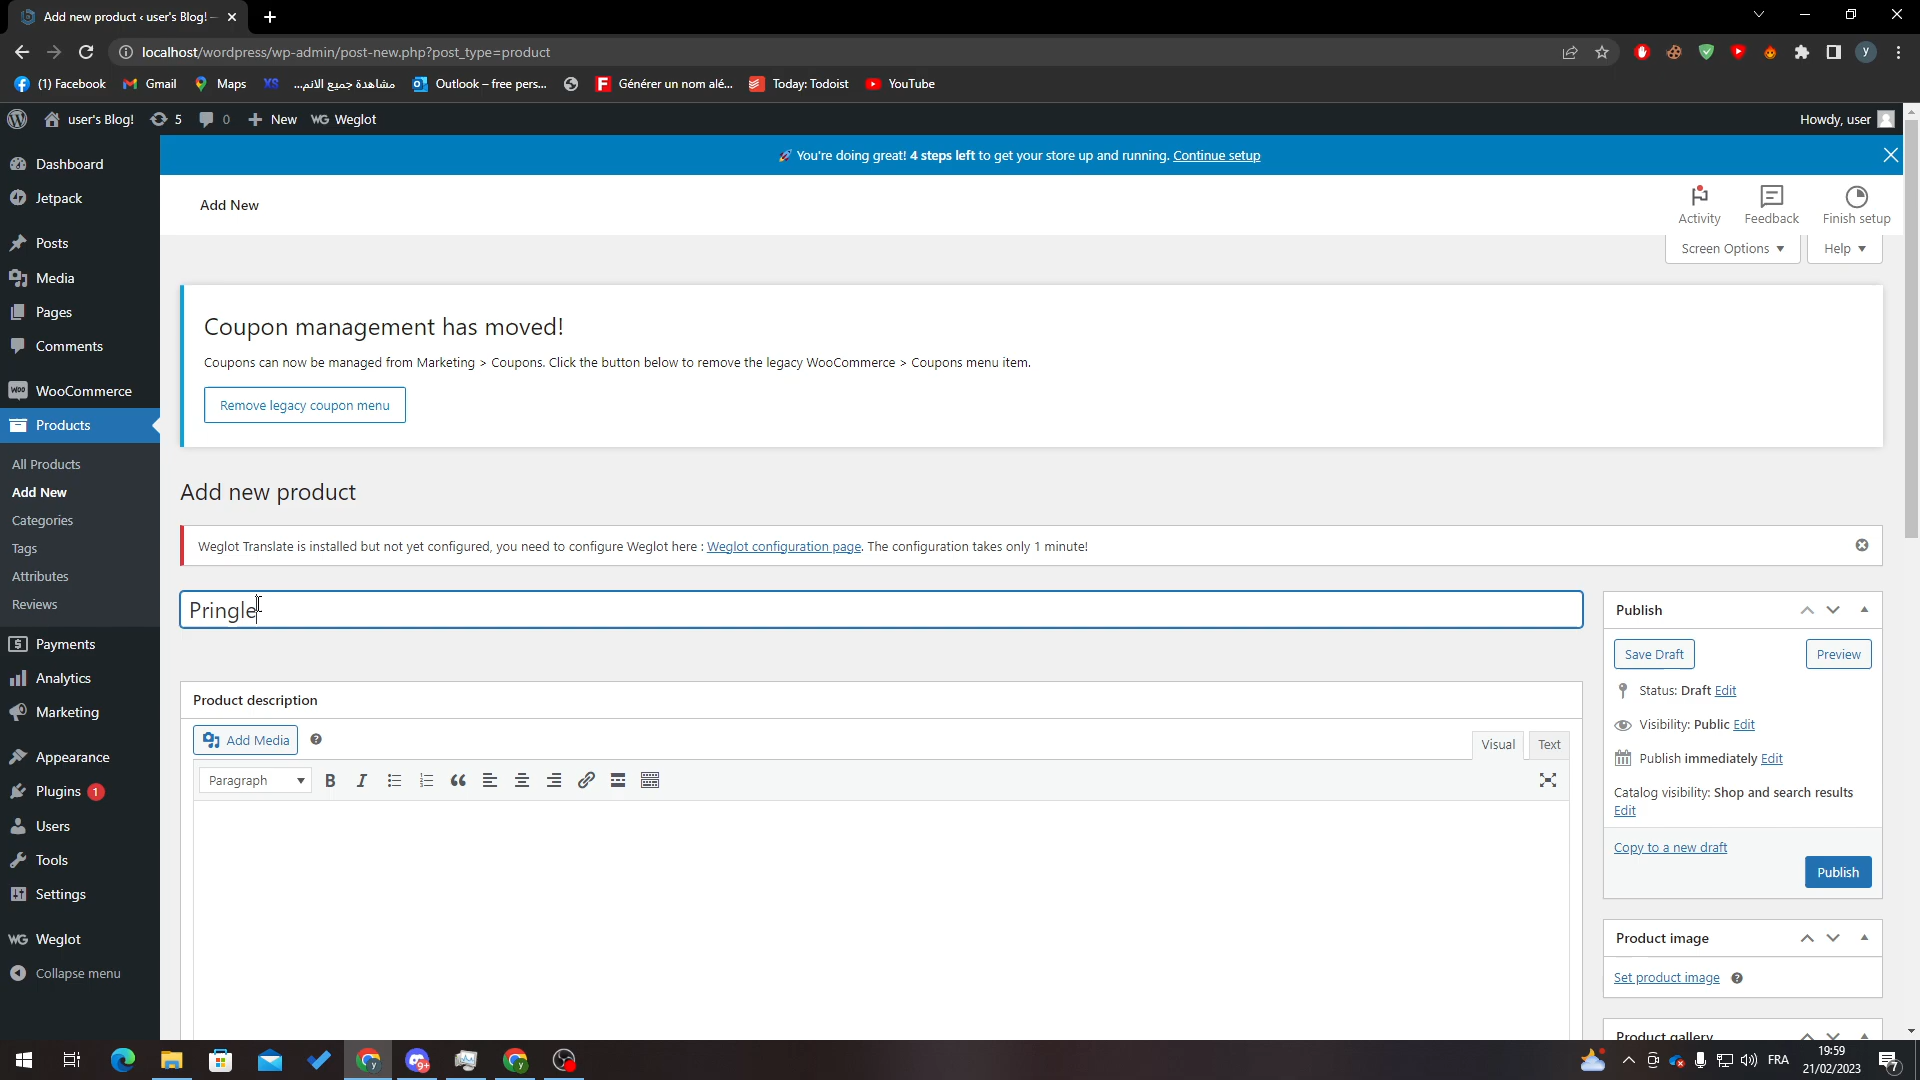 Add new product ‹ user's Blog! –
localhost/wordpress/wp-admin/post-new.php?post_type=product
y
(1) Facebook
Gmail
Maps
XS
مشاهدة جميع الانم...
Outlook – free pers...
Générer un nom alé...
Today: Todoist
YouTube
user's Blog!
5
0
New
WG Weglot
Howdy, user
Dashboard
Jetpack
Posts
Media
Pages
Comments
WooCommerce
Products
All Products
Add New
Categories
Tags
Attributes
Reviews
Payments
Analytics
Marketing
Appearance
Plugins 1
Users
Tools
Settings
WG Weglot
Collapse menu
🚀 You're doing great! 4 steps left to get your store up and running. Continue setup
Add New
Activity
Feedback
Finish setup
Screen Options
Help
Coupon management has moved!
Coupons can now be managed from Marketing > Coupons. Click the button below to remove the legacy WooCommerce > Coupons menu item.
Remove legacy coupon menu
Add new product
Weglot Translate is installed but not yet configured, you need to configure Weglot here : Weglot configuration page. The configuration takes only 1 minute!
Pringle
Product description
Add Media
Visual
Text
Paragraph
B I
Publish
Save Draft
Preview
Status: Draft Edit
Visibility: Public Edit
Publish immediately Edit
Catalog visibility: Shop and search results
Edit
Copy to a new draft
Publish
Product image
Set product image
Product gallery
FRA
19:59
21/02/2023
7